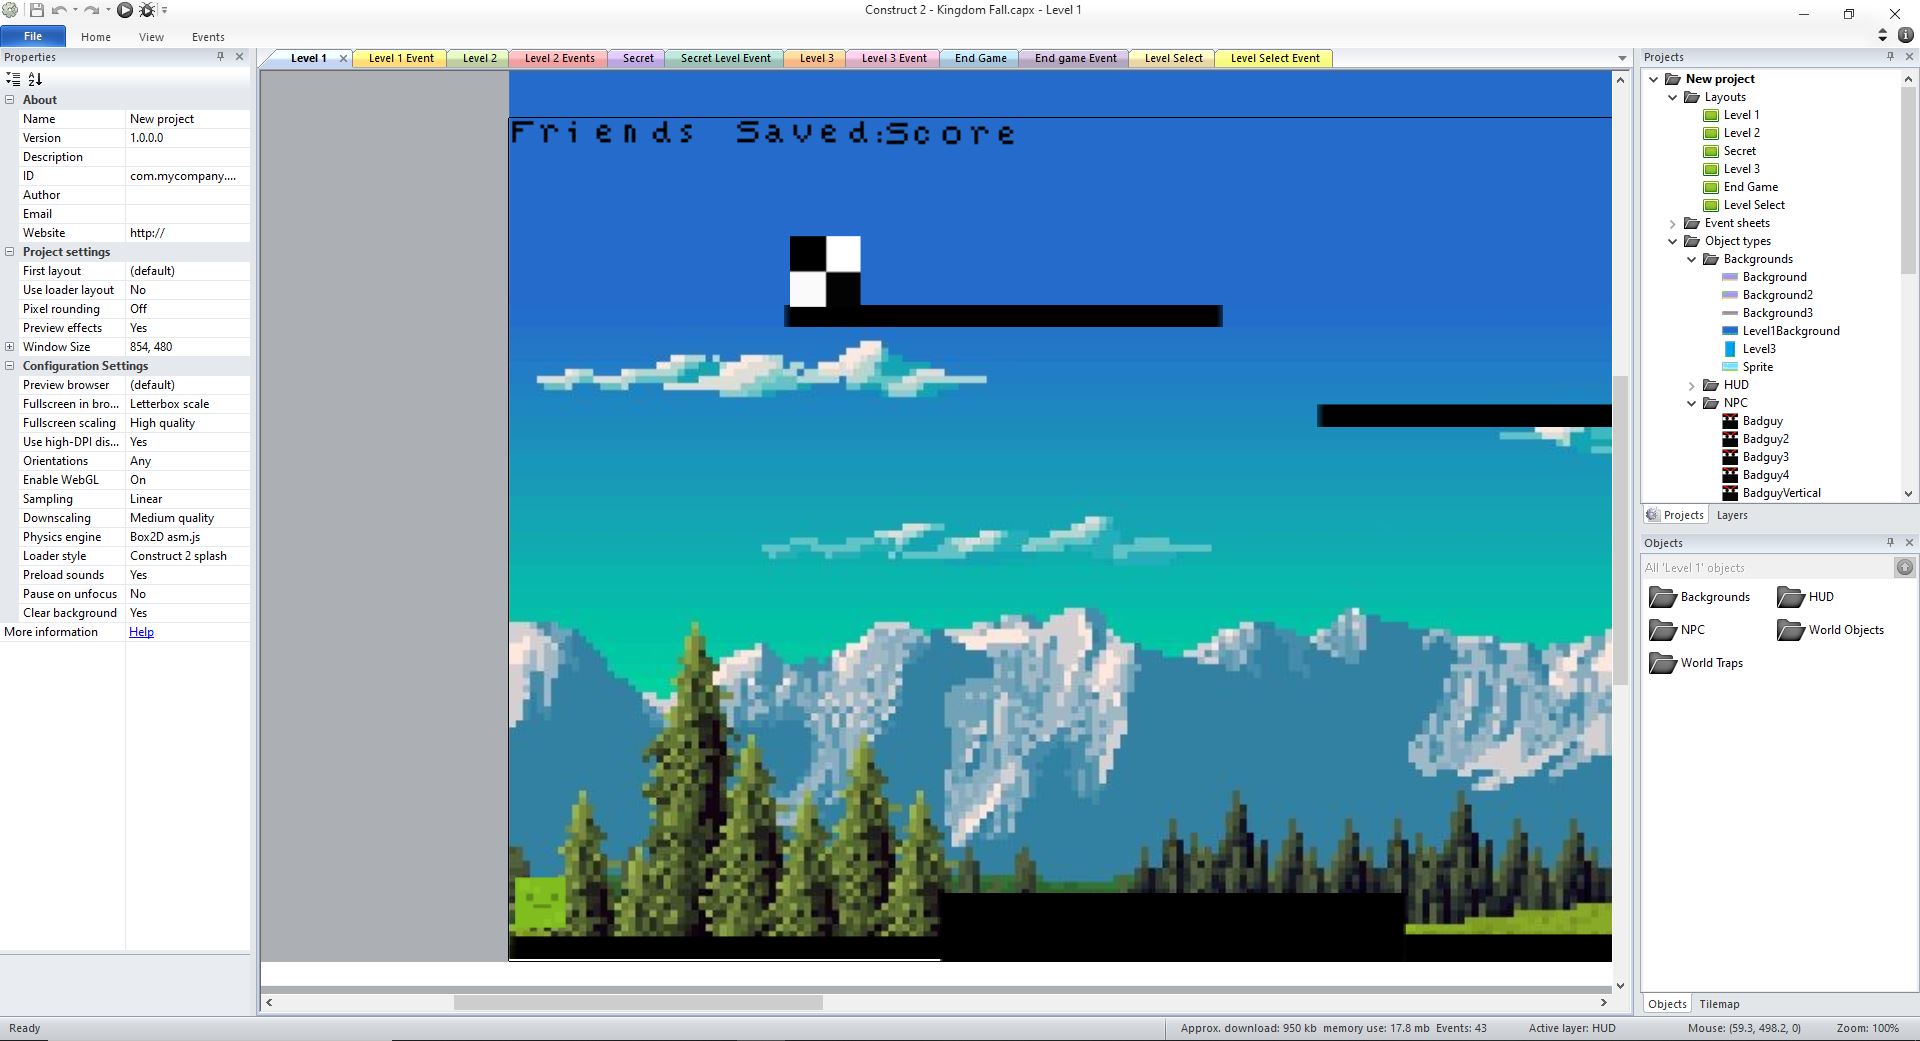 Construct 2 - Kingdom Fall.capx - Level 1
File Home View Events
Properties
About
Name New project
Version 1.0.0.0
Description
ID com.mycompany....
Author
Email
Website http://
Project settings
First layout (default)
Use loader layout No
Pixel rounding Off
Preview effects Yes
Window Size 854, 480
Configuration Settings
Preview browser (default)
Fullscreen in bro... Letterbox scale
Fullscreen scaling High quality
Use high-DPI dis... Yes
Orientations Any
Enable WebGL On
Sampling Linear
Downscaling Medium quality
Physics engine Box2D asm.js
Loader style Construct 2 splash
Preload sounds Yes
Pause on unfocus No
Clear background Yes
More information Help
Level 1 Level 1 Event Level 2 Level 2 Events Secret Secret Level Event Level 3 Level 3 Event End Game End game Event Level Select Level Select Event
Friends Saved:Score
Projects
New project
Layouts
Level 1
Level 2
Secret
Level 3
End Game
Level Select
Event sheets
Object types
Backgrounds
Background
Background2
Background3
Level1Background
Level3
Sprite
HUD
NPC
Badguy
Badguy2
Badguy3
Badguy4
BadguyVertical
Projects Layers
Objects
All 'Level 1' objects
Backgrounds HUD
NPC World Objects
World Traps
Objects Tilemap
Ready Approx. download: 950 kb memory use: 17.8 mb Events: 43 Active layer: HUD Mouse: (59.3, 498.2, 0) Zoom: 100%